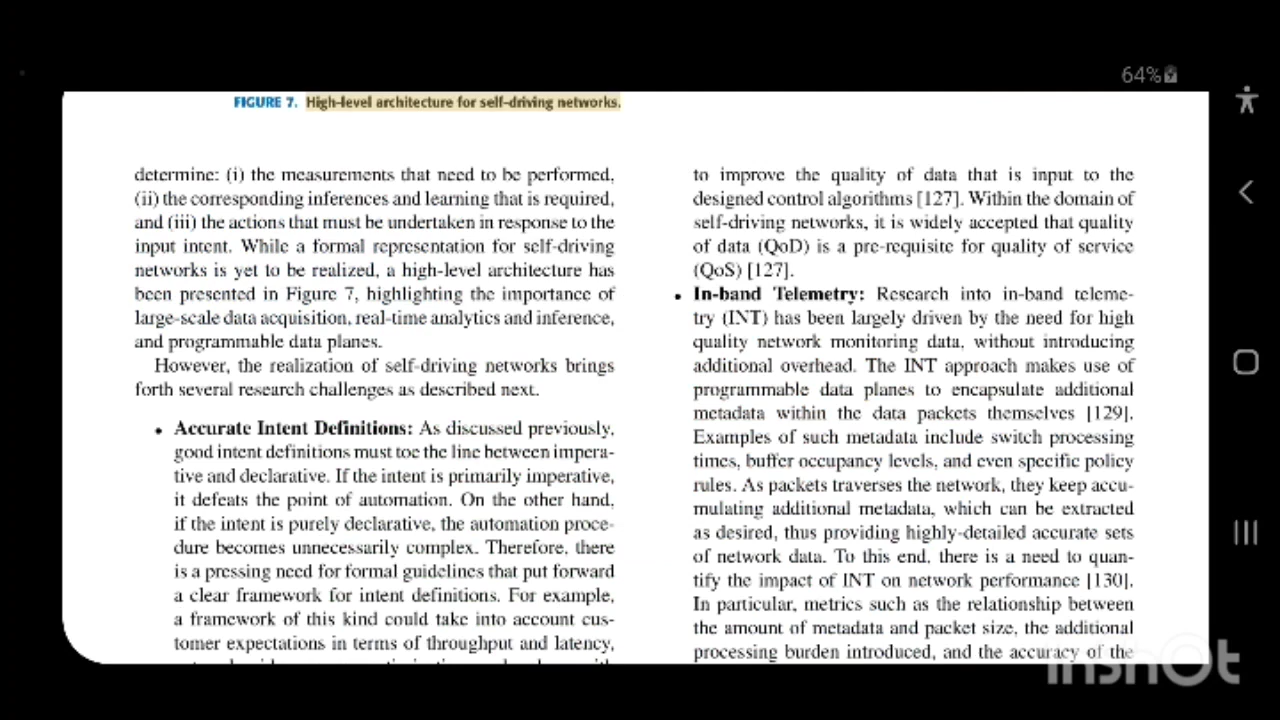 64%
FIGURE 7. High-level architecture for self-driving networks.
determine: (i) the measurements that need to be performed,
(ii) the corresponding inferences and learning that is required,
and (iii) the actions that must be undertaken in response to the
input intent. While a formal representation for self-driving
networks is yet to be realized, a high-level architecture has
been presented in Figure 7, highlighting the importance of
large-scale data acquisition, real-time analytics and inference,
and programmable data planes.
However, the realization of self-driving networks brings
forth several research challenges as described next.
• Accurate Intent Definitions: As discussed previously,
good intent definitions must toe the line between impera-
tive and declarative. If the intent is primarily imperative,
it defeats the point of automation. On the other hand,
if the intent is purely declarative, the automation proce-
dure becomes unnecessarily complex. Therefore, there
is a pressing need for formal guidelines that put forward
a clear framework for intent definitions. For example,
a framework of this kind could take into account cus-
tomer expectations in terms of throughput and latency,
to improve the quality of data that is input to the
designed control algorithms [127]. Within the domain of
self-driving networks, it is widely accepted that quality
of data (QoD) is a pre-requisite for quality of service
(QoS) [127].
• In-band Telemetry: Research into in-band teleme-
try (INT) has been largely driven by the need for high
quality network monitoring data, without introducing
additional overhead. The INT approach makes use of
programmable data planes to encapsulate additional
metadata within the data packets themselves [129].
Examples of such metadata include switch processing
times, buffer occupancy levels, and even specific policy
rules. As packets traverses the network, they keep accu-
mulating additional metadata, which can be extracted
as desired, thus providing highly-detailed accurate sets
of network data. To this end, there is a need to quan-
tify the impact of INT on network performance [130].
In particular, metrics such as the relationship between
the amount of metadata and packet size, the additional
processing burden introduced, and the accuracy of the
InShOt